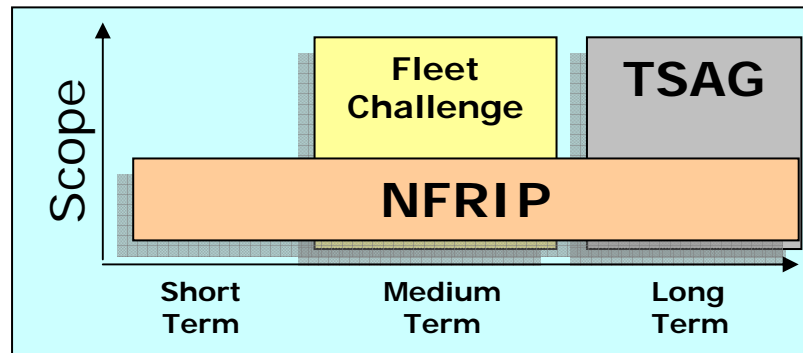 Scope
Fleet
Challenge
TSAG
NFRIP
Short
Term
Medium
Term
Long
Term